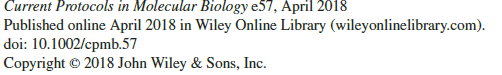 Current Protocols in Molecular Biology e57, April 2018
Published online April 2018 in Wiley Online Library (wileyonlinelibrary.com).
doi: 10.1002/cpmb.57
Copyright © 2018 John Wiley & Sons, Inc.